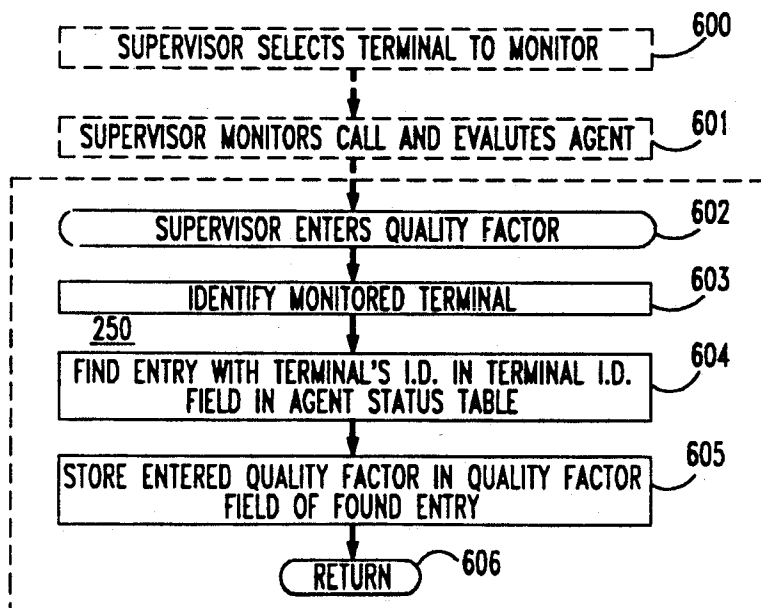 SUPERVISOR SELECTS TERMINAL TO MONITOR
600
SUPERVISOR MONITORS CALL AND EVALUTES AGENT
601
SUPERVISOR ENTERS QUALITY FACTOR
602
IDENTIFY MONITORED TERMINAL
603
250
FIND ENTRY WITH TERMINAL'S I.D. IN TERMINAL I.D.
FIELD IN AGENT STATUS TABLE
604
STORE ENTERED QUALITY FACTOR IN QUALITY FACTOR
FIELD OF FOUND ENTRY
605
RETURN
606